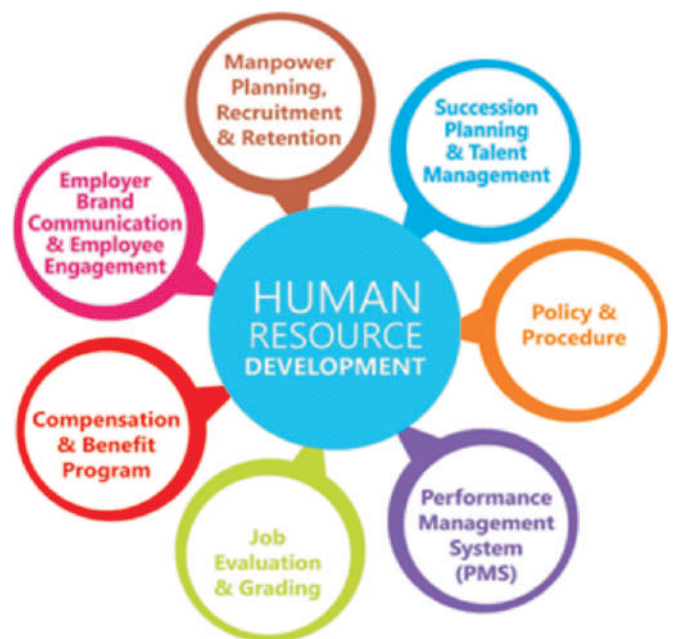 Manpower
Planning,
Recruitment
& Retention
Succession
Planning
& Talent
Management
Policy &
Procedure
Performance
Management
System
(PMS)
Job
Evaluation
& Grading
Compensation
& Benefit
Program
Employer
Brand
Communication
& Employee
Engagement
HUMAN
RESOURCE
DEVELOPMENT